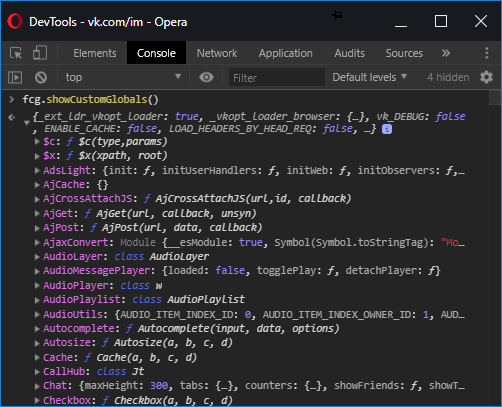 DevTools - vk.com/im - Opera
Elements Console Network Application Audits Sources
top Filter Default levels 4 hidden
fcg.showCustomGlobals()
{_ext_ldr_vkopt_loader: true, _vkopt_loader_browser: {…}, vk_DEBUG: false
, ENABLE_CACHE: false, LOAD_HEADERS_BY_HEAD_REQ: false, …} i
$c: ƒ $c(type,params)
$x: ƒ $x(xpath, root)
AdsLight: {init: ƒ, initUserHandlers: ƒ, initWeb: ƒ, initObservers: ƒ,…
AjCache: {}
AjCrossAttachJS: ƒ AjCrossAttachJS(url,id, callback)
AjGet: ƒ AjGet(url, callback, unsyn)
AjPost: ƒ AjPost(url, data, callback)
AjaxConvert: Module {__esModule: true, Symbol(Symbol.toStringTag): "Mo…
AudioLayer: class AudioLayer
AudioMessagePlayer: {loaded: false, togglePlay: ƒ, detachPlayer: ƒ}
AudioPlayer: class w
AudioPlaylist: class AudioPlaylist
AudioUtils: {AUDIO_ITEM_INDEX_ID: 0, AUDIO_ITEM_INDEX_OWNER_ID: 1, AUD…
Autocomplete: ƒ Autocomplete(input, data, options)
Autosize: ƒ Autosize(a, b, c, d)
Cache: ƒ Cache(a, b, c, d)
CallHub: class Jt
Chat: {maxHeight: 300, tabs: {…}, counters: {…}, showFriends: ƒ, showT…
Checkbox: ƒ Checkbox(a, b, c, d)